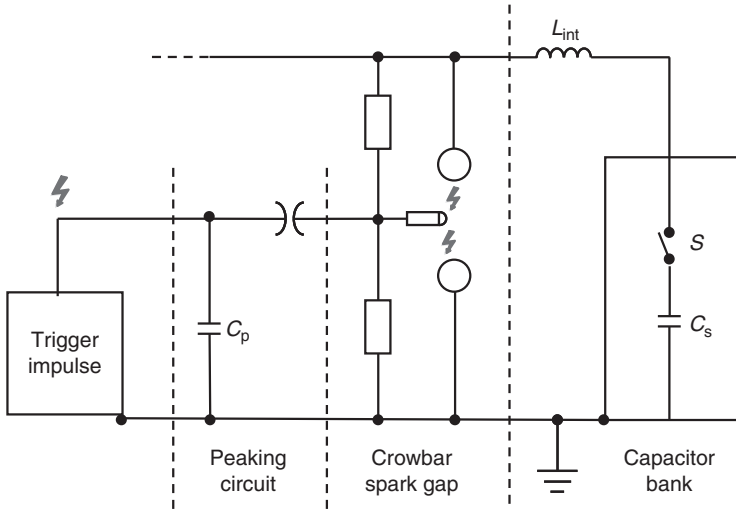 L_int
S
Trigger
impulse
C_p
C_s
Peaking
circuit
Crowbar
spark gap
Capacitor
bank